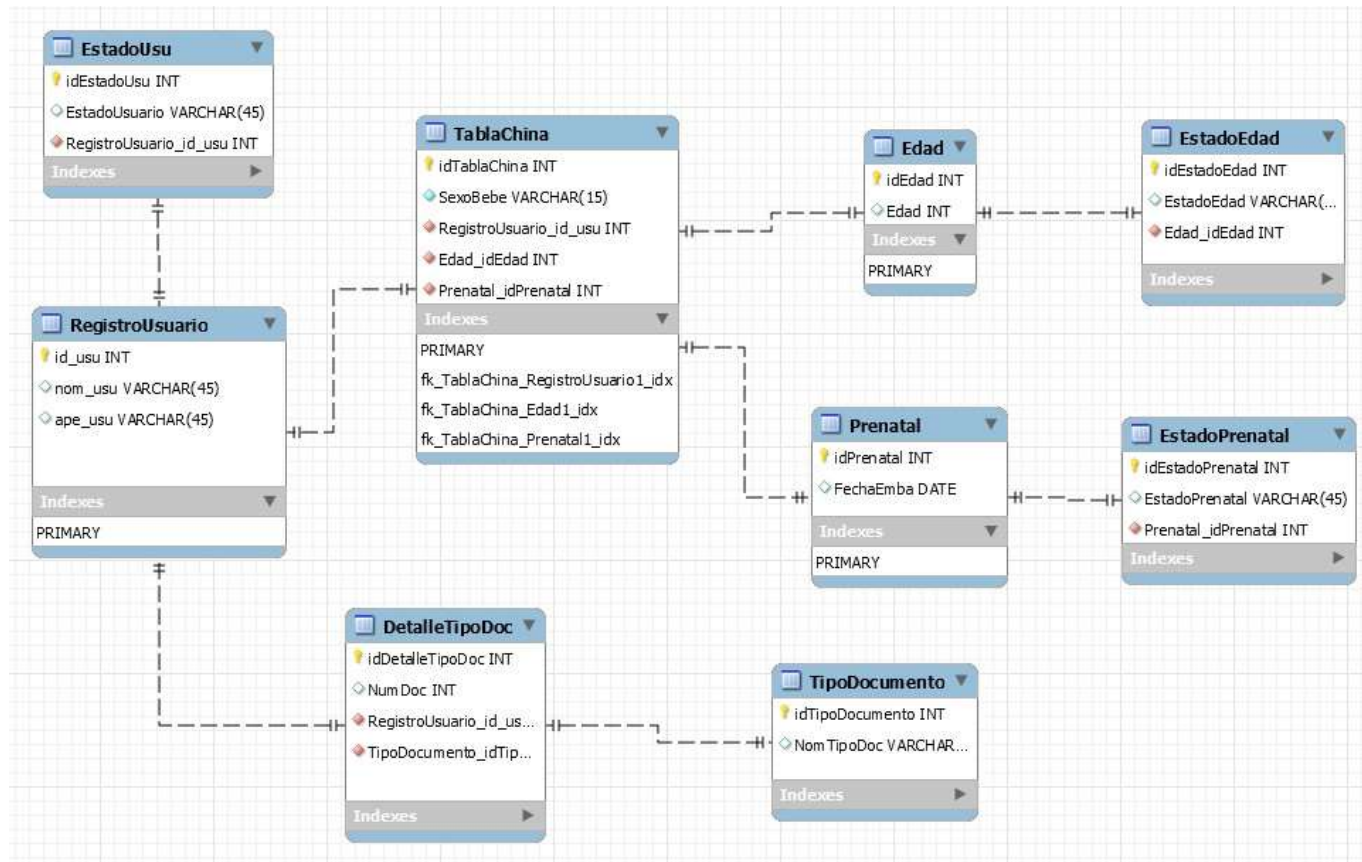 EstadoUsu
idEstadoUsu INT
EstadoUsuario VARCHAR(45)
RegistroUsuario_id_usu INT
Indexes
TablaChina
idTablaChina INT
SexoBebe VARCHAR(15)
RegistroUsuario_id_usu INT
Edad_idEdad INT
Prenatal_idPrenatal INT
Indexes
PRIMARY
fk_TablaChina_RegistroUsuario1_idx
fk_TablaChina_Edad1_idx
fk_TablaChina_Prenatal1_idx
Edad
idEdad INT
Edad INT
Indexes
PRIMARY
EstadoEdad
idEstadoEdad INT
EstadoEdad VARCHAR(...
Edad_idEdad INT
Indexes
RegistroUsuario
id_usu INT
nom_usu VARCHAR(45)
ape_usu VARCHAR(45)
Indexes
PRIMARY
Prenatal
idPrenatal INT
FechaEmba DATE
Indexes
PRIMARY
EstadoPrenatal
idEstadoPrenatal INT
EstadoPrenatal VARCHAR(45)
Prenatal_idPrenatal INT
Indexes
DetalleTipoDoc
idDetalleTipoDoc INT
NumDoc INT
RegistroUsuario_id_us...
TipoDocumento_idTip...
Indexes
TipoDocumento
idTipoDocumento INT
NomTipoDoc VARCHAR...
Indexes